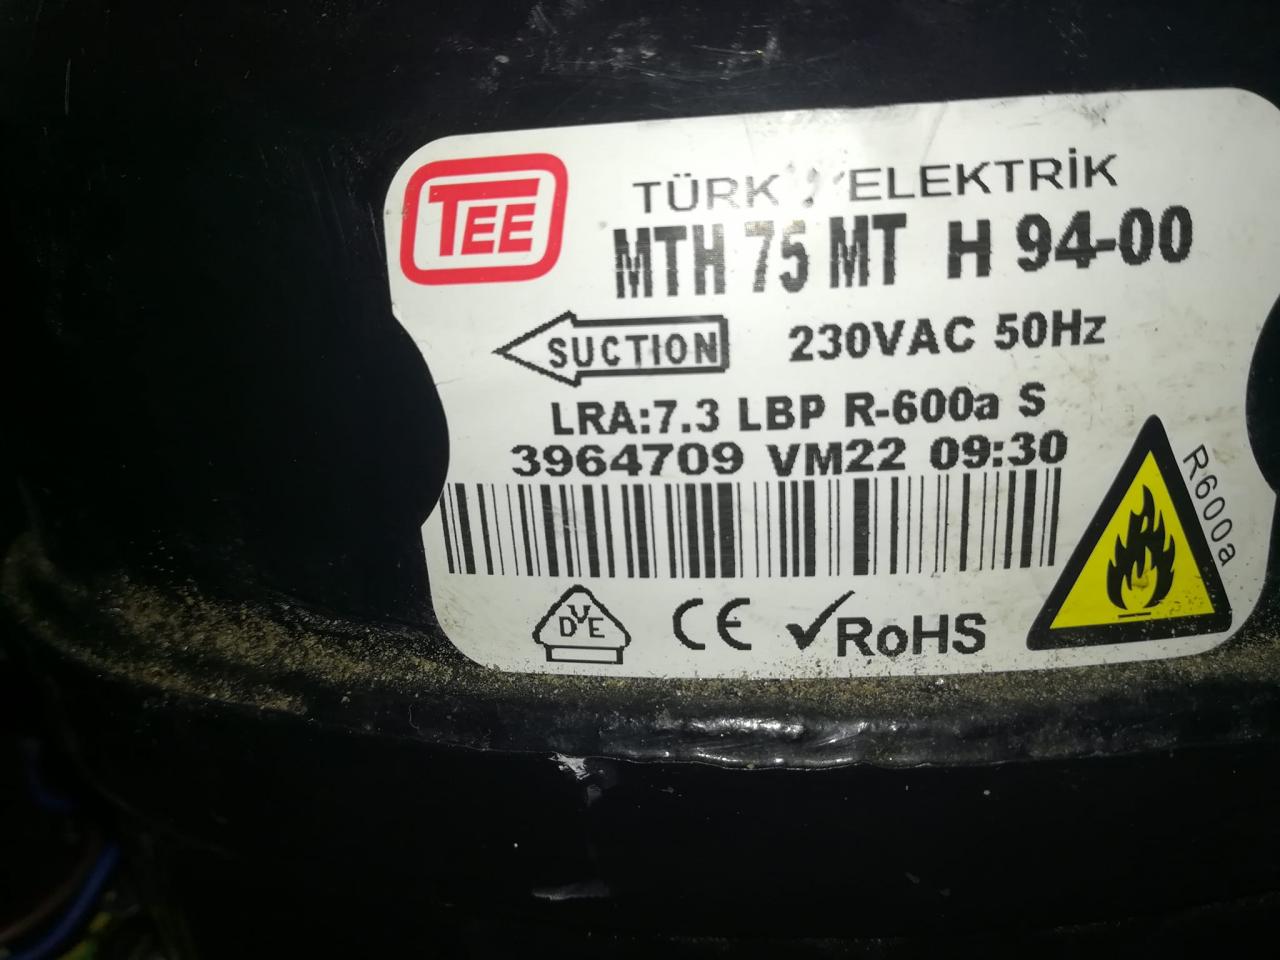 TEE
TÜRK ELEKTRİK
MTH 75 MT H 94-00
SUCTION 230VAC 50Hz
LRA:7.3 LBP R-600a S
3964709 VM22 09:30
R600a
VDE CE RoHS